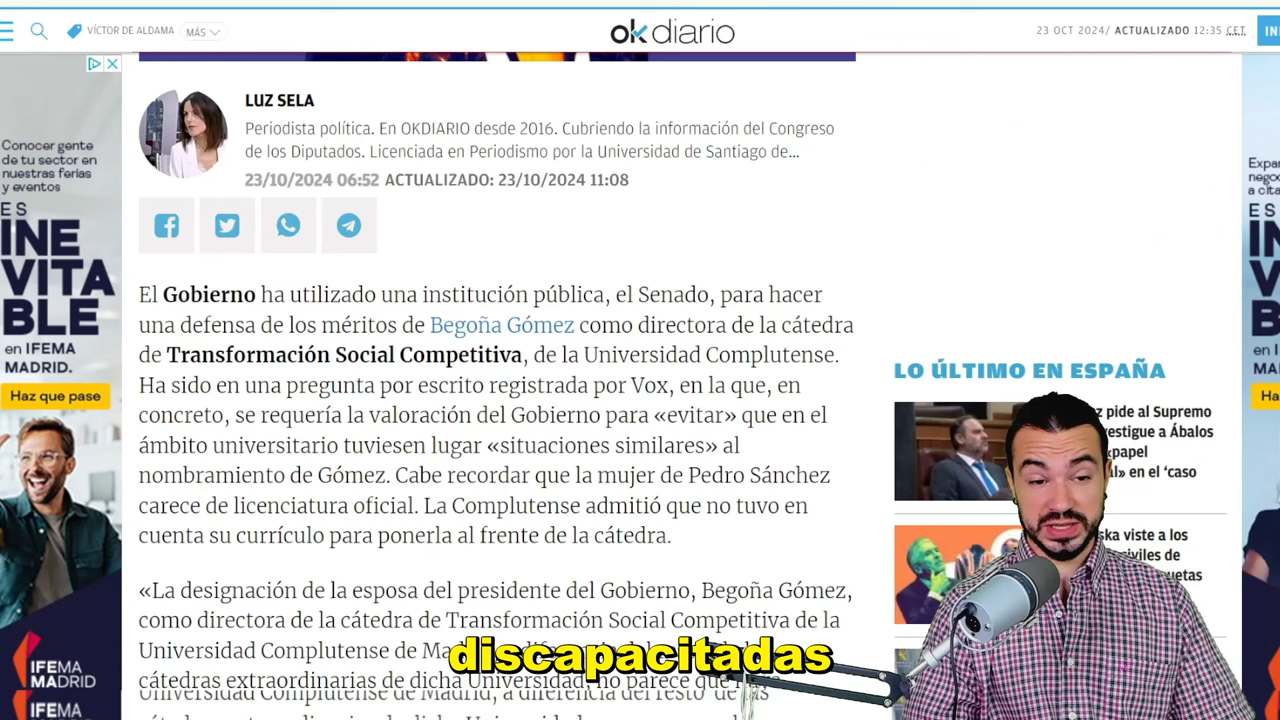 VÍCTOR DE ALDAMA
MÁS
okdiario
23 OCT 2024/ ACTUALIZADO 12:35 CET
Conocer gente
de tu sector en
nuestras ferias
y eventos
ES
INE
VITA
BLE
en IFEMA
MADRID.
Haz que pase
IFEMA
MADRID
IFEMA
LUZ SELA
Periodista política. En OKDIARIO desde 2016. Cubriendo la información del Congreso
de los Diputados. Licenciada en Periodismo por la Universidad de Santiago de...
23/10/2024 06:52 ACTUALIZADO: 23/10/2024 11:08
El Gobierno ha utilizado una institución pública, el Senado, para hacer
una defensa de los méritos de Begoña Gómez como directora de la cátedra
de Transformación Social Competitiva, de la Universidad Complutense.
Ha sido en una pregunta por escrito registrada por Vox, en la que, en
concreto, se requería la valoración del Gobierno para «evitar» que en el
ámbito universitario tuviesen lugar «situaciones similares» al
nombramiento de Gómez. Cabe recordar que la mujer de Pedro Sánchez
carece de licenciatura oficial. La Complutense admitió que no tuvo en
cuenta su currículo para ponerla al frente de la cátedra.
«La designación de la esposa del presidente del Gobierno, Begoña Gómez,
como directora de la cátedra de Transformación Social Competitiva de la
Universidad Complutense de
cátedras extraordinarias de dicha Universidad, no parece que
Universidad Complutense de Madrid, a diferencia del resto de las
discapacitadas
LO ÚLTIMO EN ESPAÑA
pide al Supremo
a Ábalos
en el 'caso
viste a los
de
ES